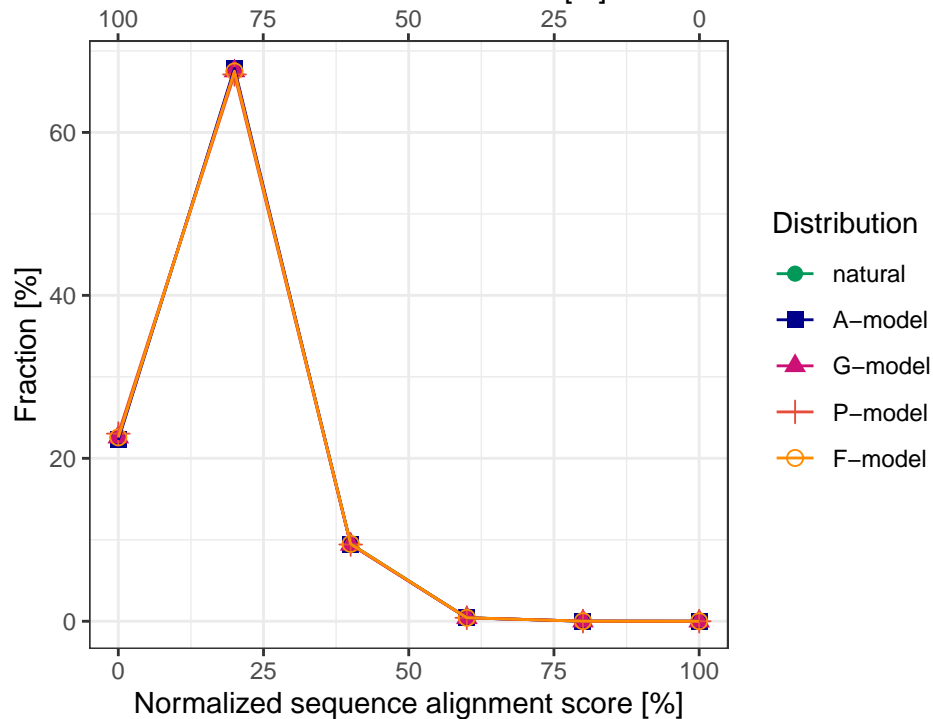 100 75 50 25 0
Fraction [%]
60
40
20
0
0 25 50 75 100
Normalized sequence alignment score [%]
Distribution
natural
A−model
G−model
P−model
F−model